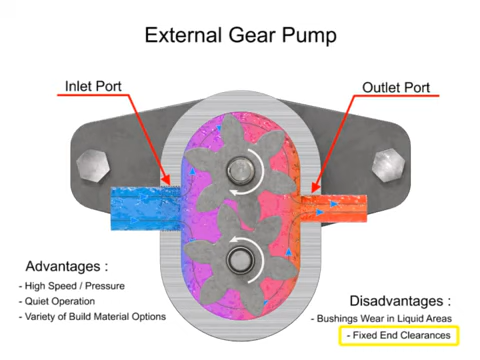 External Gear Pump
Inlet Port
Outlet Port
Advantages :
- High Speed / Pressure
- Quiet Operation
- Variety of Build Material Options
Disadvantages :
- Bushings Wear in Liquid Areas
- Fixed End Clearances